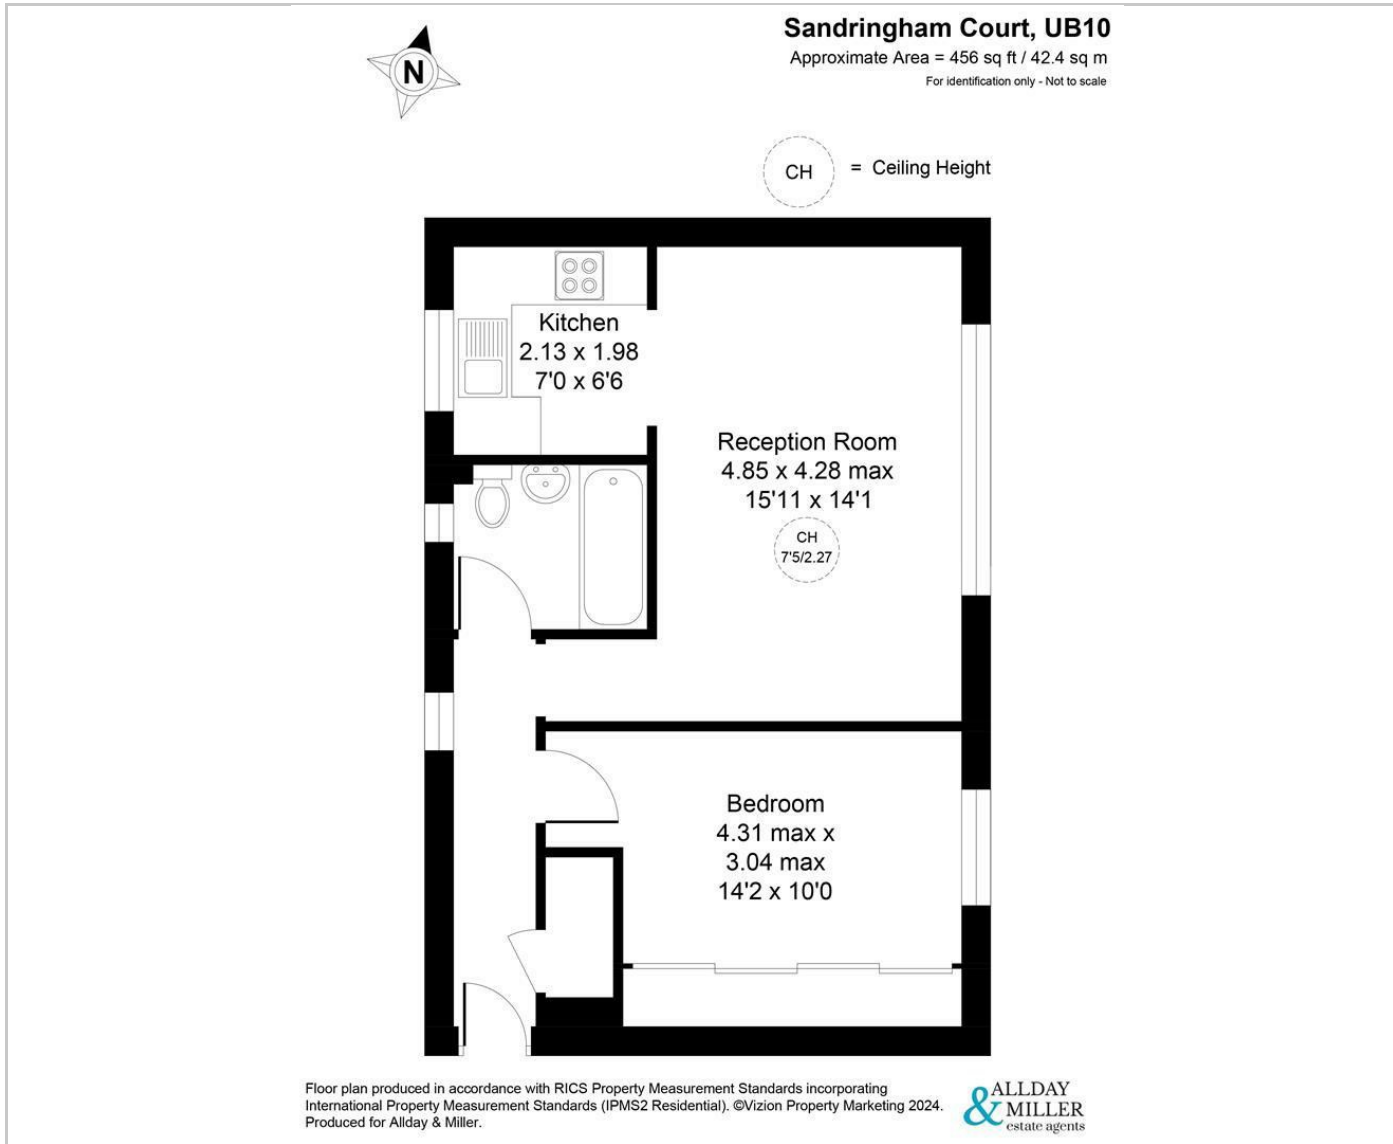 Sandringham Court, UB10
Approximate Area = 456 sq ft / 42.4 sq m
For identification only - Not to scale
N
CH = Ceiling Height
Kitchen
2.13 x 1.98
7'0 x 6'6
Reception Room
4.85 x 4.28 max
15'11 x 14'1
CH
7'5/2.27
Bedroom
4.31 max x
3.04 max
14'2 x 10'0
Floor plan produced in accordance with RICS Property Measurement Standards incorporating
International Property Measurement Standards (IPMS2 Residential). ©Vizion Property Marketing 2024.
Produced for Allday & Miller.
ALLDAY
& MILLER
estate agents